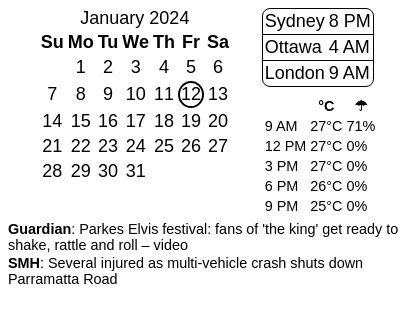 January 2024
Su Mo Tu We Th Fr Sa
1 2 3 4 5 6
7 8 9 10 11 12 13
14 15 16 17 18 19 20
21 22 23 24 25 26 27
28 29 30 31
Sydney 8 PM
Ottawa 4 AM
London 9 AM
°C ☂
9 AM 27°C 71%
12 PM 27°C 0%
3 PM 27°C 0%
6 PM 26°C 0%
9 PM 25°C 0%
Guardian: Parkes Elvis festival: fans of 'the king' get ready to
shake, rattle and roll – video
SMH: Several injured as multi-vehicle crash shuts down
Parramatta Road